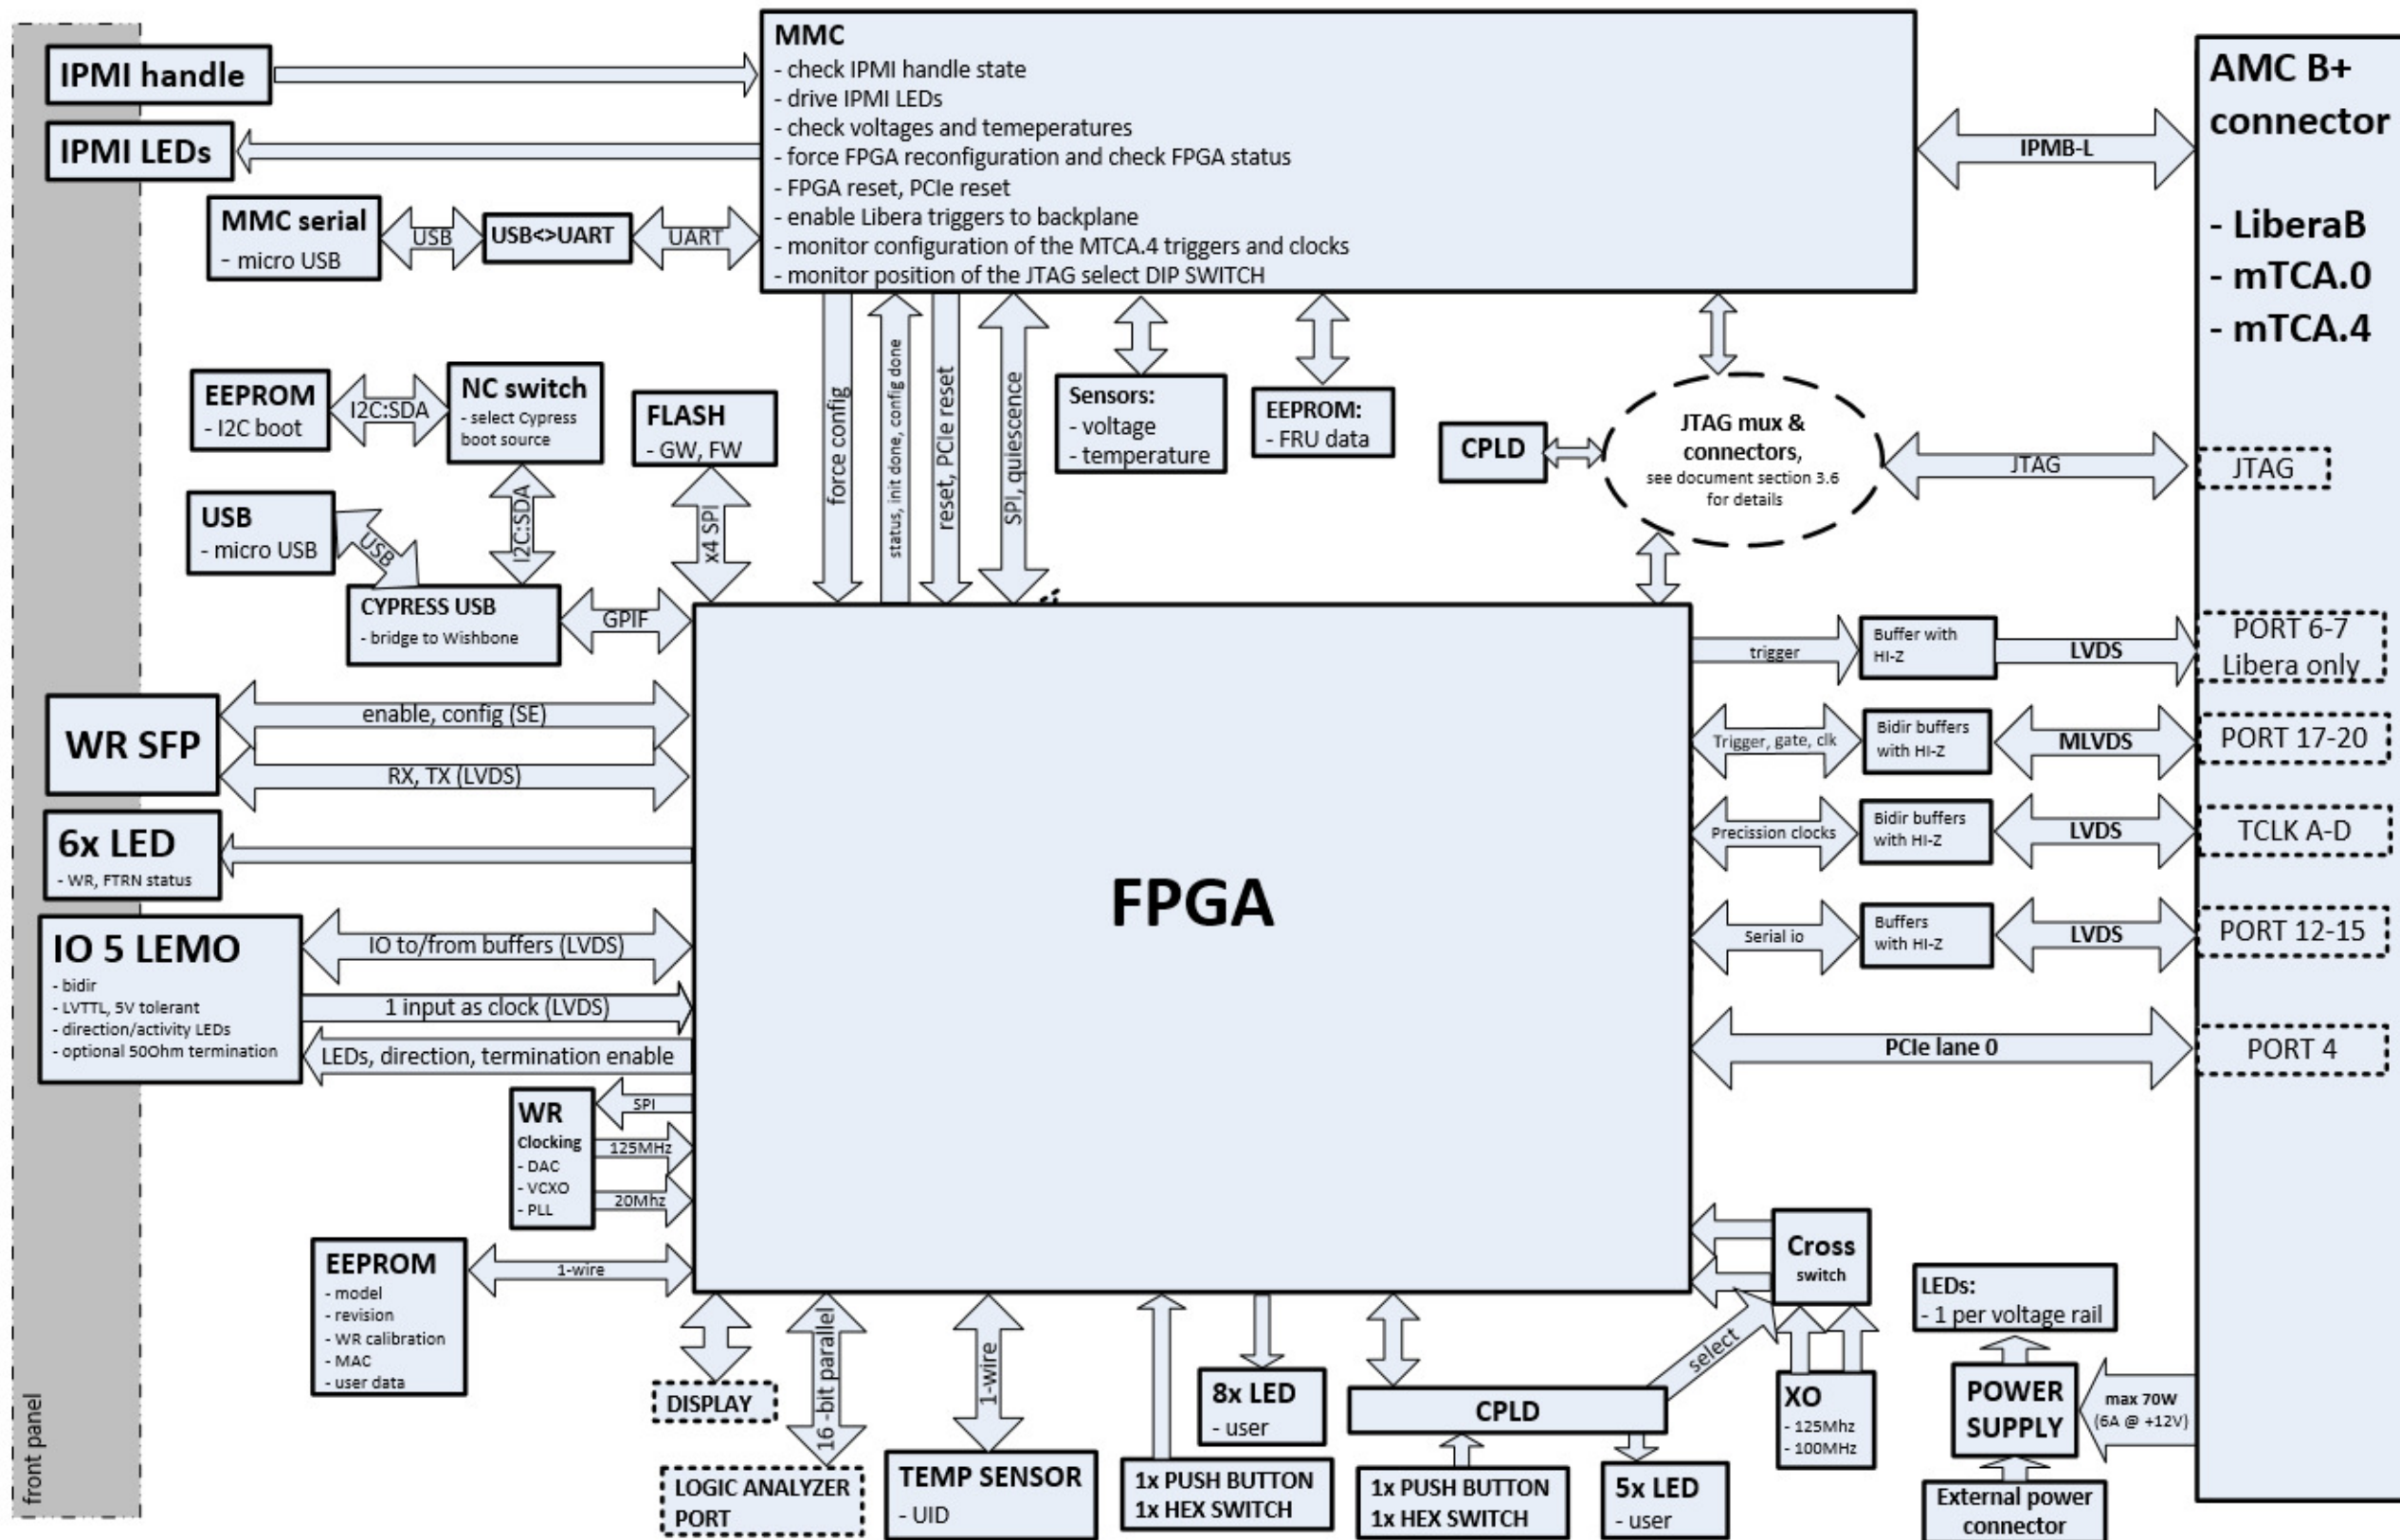 IPMI handle
IPMI LEDs
MMC serial
- micro USB
USB
USB<>UART
UART
MMC
- check IPMI handle state
- drive IPMI LEDs
- check voltages and temeperatures
- force FPGA reconfiguration and check FPGA status
- FPGA reset, PCIe reset
- enable Libera triggers to backplane
- monitor configuration of the MTCA.4 triggers and clocks
- monitor position of the JTAG select DIP SWITCH
IPMB-L
AMC B+
connector
- LiberaB
- mTCA.0
- mTCA.4
EEPROM
- I2C boot
I2C:SDA
NC switch
- select Cypress
boot source
FLASH
- GW, FW
force config
status, init done, config done
reset, PCIe reset
SPI, quiescence
Sensors:
- voltage
- temperature
EEPROM:
- FRU data
CPLD
JTAG mux &
connectors,
see document section 3.6
for details
JTAG
JTAG
USB
- micro USB
USB
I2C:SDA
x4 SPI
CYPRESS USB
- bridge to Wishbone
GPIF
WR SFP
enable, config (SE)
RX, TX (LVDS)
6x LED
- WR, FTRN status
IO 5 LEMO
- bidir
- LVTTL, 5V tolerant
- direction/activity LEDs
- optional 50Ohm termination
IO to/from buffers (LVDS)
1 input as clock (LVDS)
LEDs, direction, termination enable
FPGA
trigger
Buffer with
HI-Z
LVDS
PORT 6-7
Libera only
Trigger, gate, clk
Bidir buffers
with HI-Z
MLVDS
PORT 17-20
Precission clocks
Bidir buffers
with HI-Z
LVDS
TCLK A-D
Serial io
Buffers
with HI-Z
LVDS
PORT 12-15
PCIe lane 0
PORT 4
WR
Clocking
- DAC
- VCXO
- PLL
SPI
125MHz
20Mhz
EEPROM
- model
- revision
- WR calibration
- MAC
- user data
1-wire
DISPLAY
16 -bit parallel
LOGIC ANALYZER
PORT
1-wire
TEMP SENSOR
- UID
1x PUSH BUTTON
1x HEX SWITCH
8x LED
- user
CPLD
1x PUSH BUTTON
1x HEX SWITCH
5x LED
- user
select
Cross
switch
XO
- 125Mhz
- 100MHz
LEDs:
- 1 per voltage rail
POWER
SUPPLY
max 70W
(6A @ +12V)
External power
connector
front panel